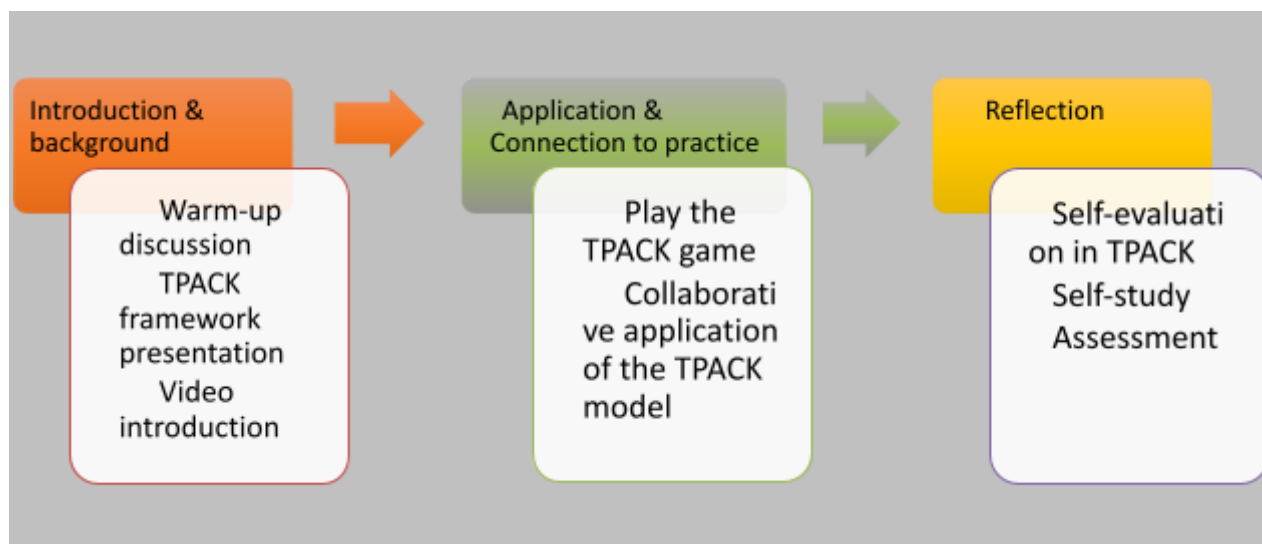 Introduction &
background
Warm-up
discussion
TPACK
framework
presentation
Video
introduction
Application &
Connection to practice
Play the
TPACK game
Collaborati
ve application
of the TPACK
model
Reflection
Self-evaluati
on in TPACK
Self-study
Assessment